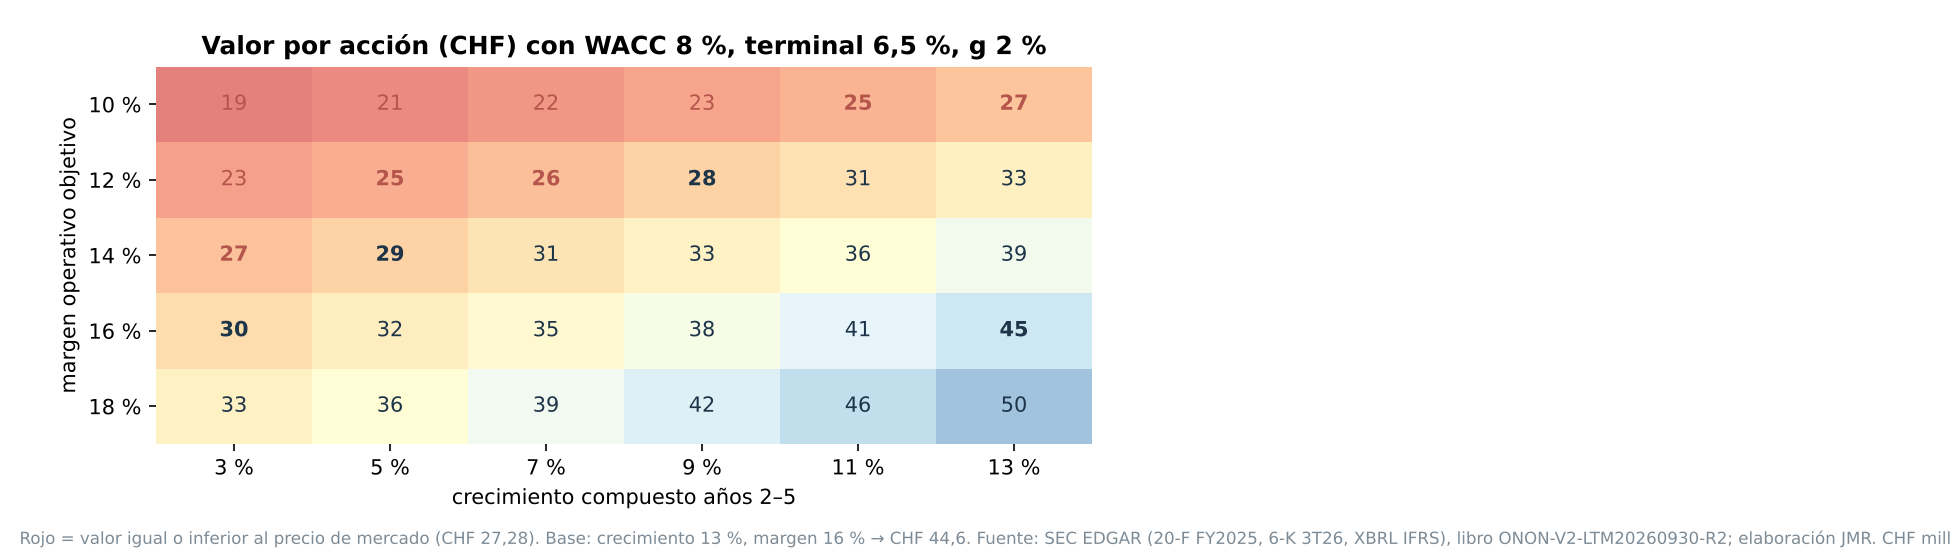 Valor por acción (CHF) con WACC 8 %, terminal 6,5 %, g 2 %
margen operativo objetivo
10 % 19 21 22 23 25 27
12 % 23 25 26 28 31 33
14 % 27 29 31 33 36 39
16 % 30 32 35 38 41 45
18 % 33 36 39 42 46 50
3 % 5 % 7 % 9 % 11 % 13 %
crecimiento compuesto años 2–5
Rojo = valor igual o inferior al precio de mercado (CHF 27,28). Base: crecimiento 13 %, margen 16 % → CHF 44,6. Fuente: SEC EDGAR (20-F FY2025, 6-K 3T26, XBRL IFRS), libro ONON-V2-LTM20260930-R2; elaboración JMR. CHF mill